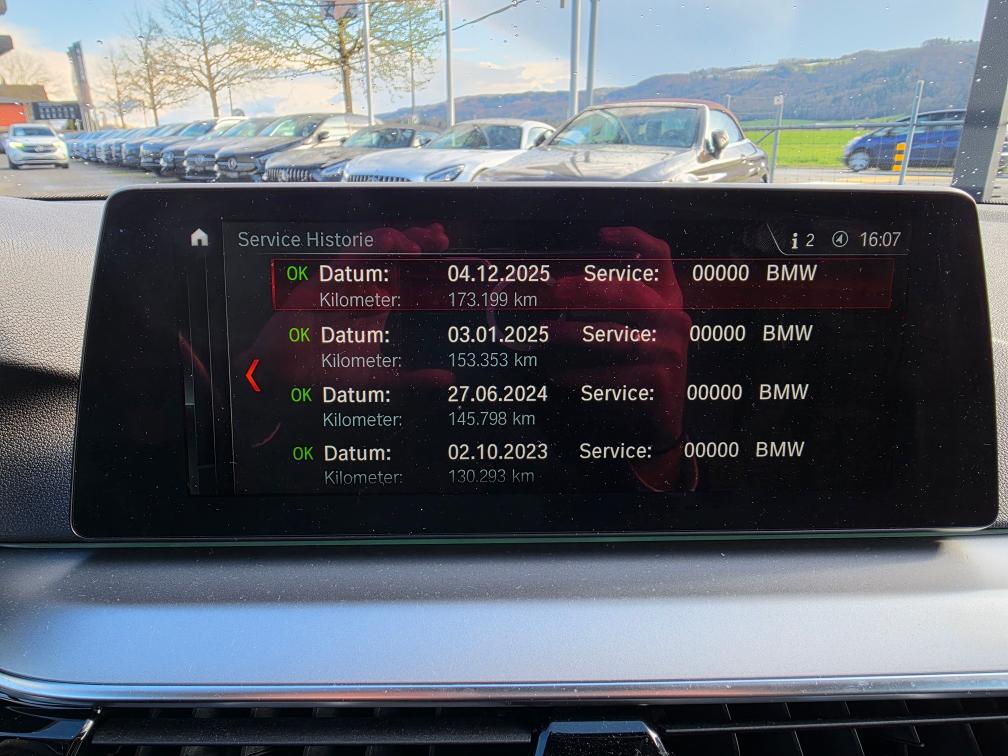 Service Historie
i 2 16:07
OK Datum: 04.12.2025 Service: 00000 BMW
Kilometer: 173.199 km
OK Datum: 03.01.2025 Service: 00000 BMW
Kilometer: 153.353 km
OK Datum: 27.06.2024 Service: 00000 BMW
Kilometer: 145.798 km
OK Datum: 02.10.2023 Service: 00000 BMW
Kilometer: 130.293 km